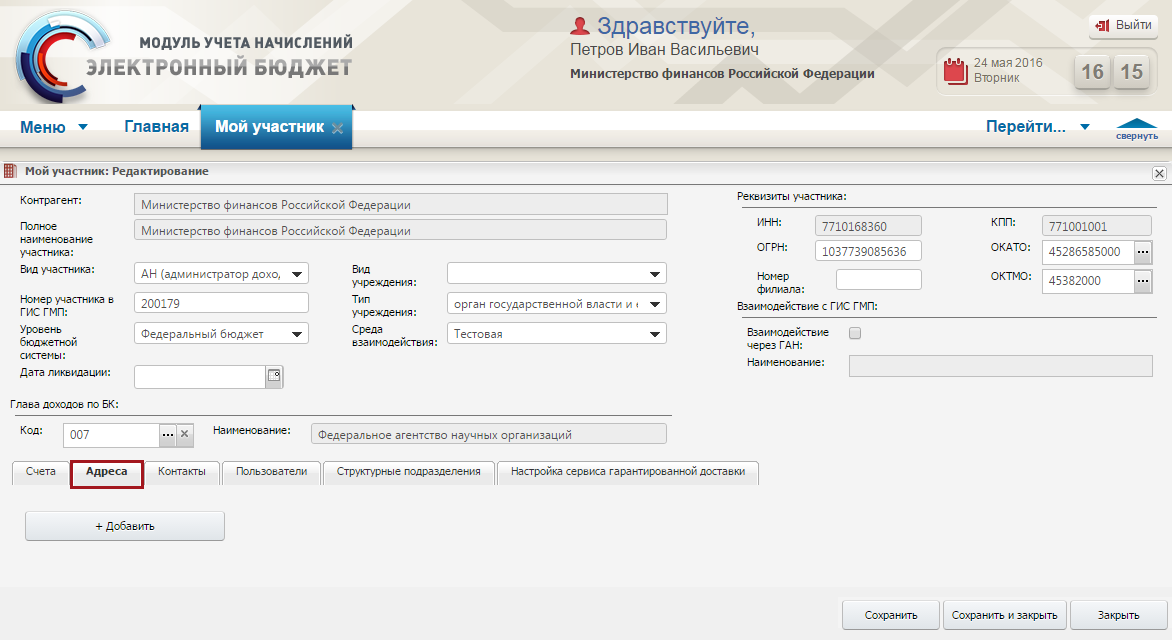 МОДУЛЬ УЧЕТА НАЧИСЛЕНИЙ
ЭЛЕКТРОННЫЙ БЮДЖЕТ
Здравствуйте,
Петров Иван Васильевич
Министерство финансов Российской Федерации
Выйти
24 мая 2016
Вторник
16 15
Меню
Главная
Мой участник
Перейти...
свернуть
Мой участник: Редактирование
Контрагент:
Министерство финансов Российской Федерации
Полное
наименование
участника:
Министерство финансов Российской Федерации
Вид участника:
АН (администратор дохо,
Вид
учреждения:
Номер участника в
ГИС ГМП:
200179
Тип
учреждения:
орган государственной власти и
Уровень
бюджетной
системы:
Федеральный бюджет
Среда
взаимодействия:
Тестовая
Дата ликвидации:
Реквизиты участника:
ИНН:
7710168360
КПП:
771001001
ОГРН:
1037739085636
ОКАТО:
45286585000
...
Номер
филиала:
ОКТМО:
45382000
...
Взаимодействие с ГИС ГМП:
Взаимодействие
через ГАН:
Наименование:
Глава доходов по БК:
Код:
007
...
Наименование:
Федеральное агентство научных организаций
Счета
Адреса
Контакты
Пользователи
Структурные подразделения
Настройка сервиса гарантированной доставки
+ Добавить
Сохранить
Сохранить и закрыть
Закрыть